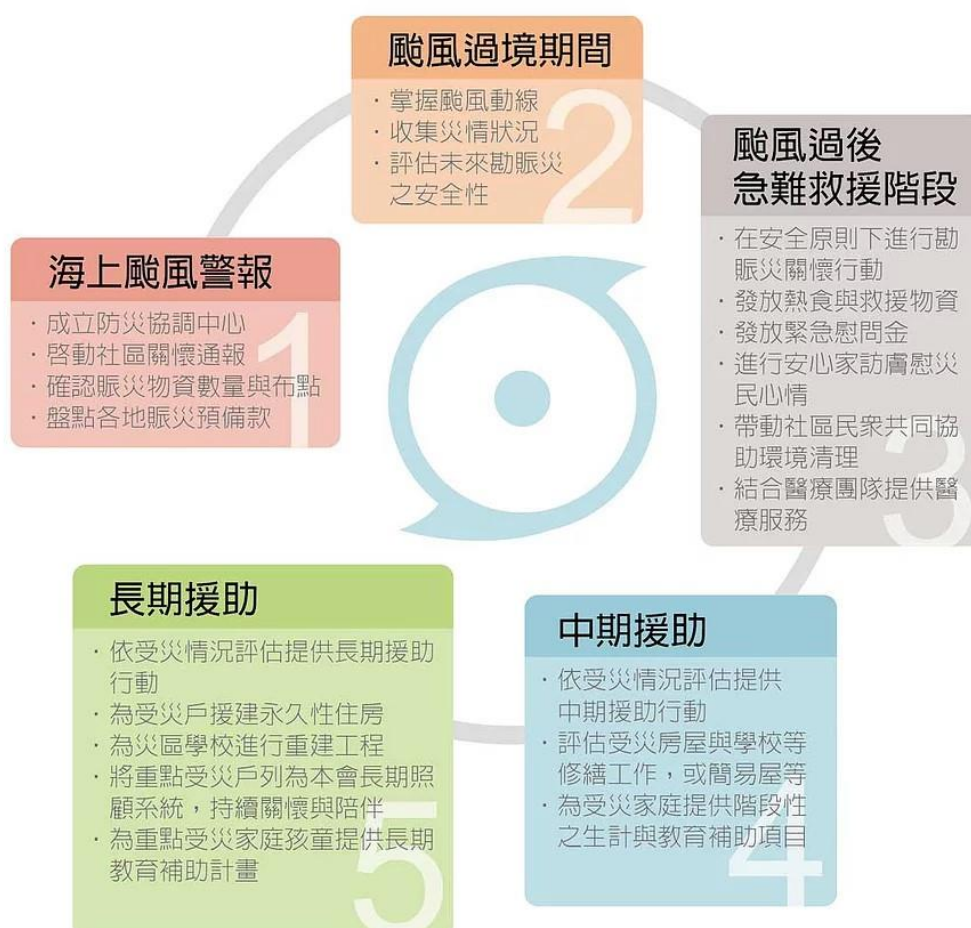 海上颱風警報
· 成立防災協調中心
· 啓動社區關懷通報
· 確認賑災物資數量與布點
· 盤點各地賑災預備款
1
颱風過境期間
· 掌握颱風動線
· 收集災情狀況
· 評估未來勘賑災
之安全性
2
颱風過後
急難救援階段
· 在安全原則下進行勘
賑災關懷行動
· 發放熱食與救援物資
· 發放緊急慰問金
· 進行安心家訪膚慰災
民心情
· 帶動社區民眾共同協
助環境清理
· 結合醫療團隊提供醫
療服務
3
中期援助
· 依受災情況評估提供
中期援助行動
· 評估受災房屋與學校等
修繕工作，或簡易屋等
· 為受災家庭提供階段性
之生計與教育補助項目
4
長期援助
· 依受災情況評估提供長期援助
行動
· 為受災戶援建永久性住房
· 為災區學校進行重建工程
· 將重點受災戶列為本會長期照
顧系統，持續關懷與陪伴
· 為重點受災家庭孩童提供長期
教育補助計畫
5